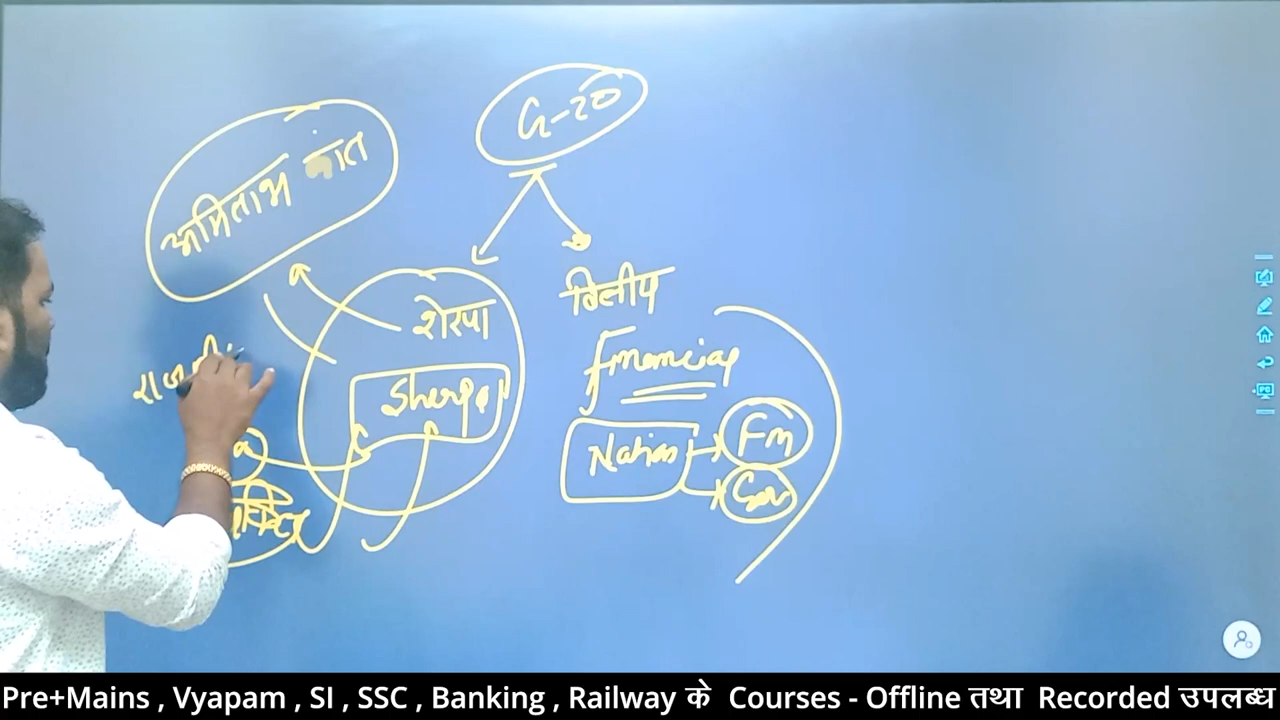 G-20
अमिताभ कांत
शेरपा
Sherpa
वित्तीय
Financial
Nation
Fm
Gov
Pre+Mains , Vyapam , SI , SSC , Banking , Railway के Courses - Offline तथा Recorded उपलब्ध